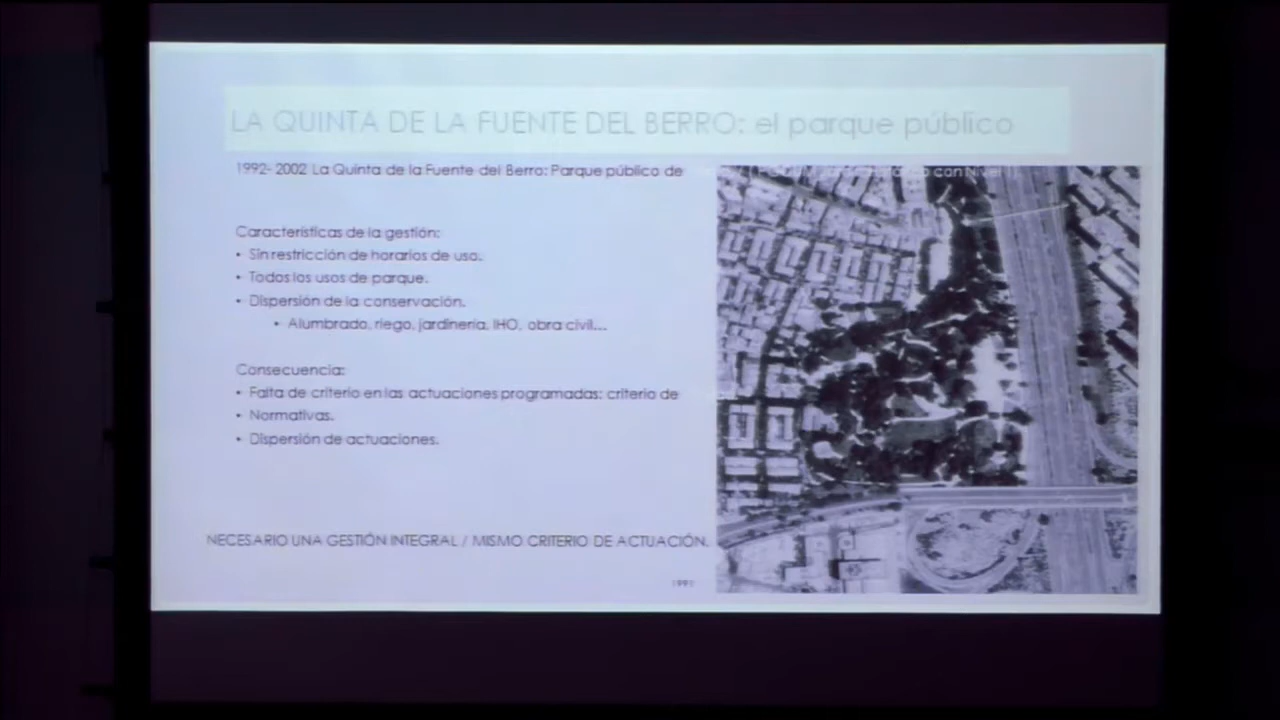 LA QUINTA DE LA FUENTE DEL BERRO: el parque público
1992- 2002 La Quinta de la Fuente del Berro: Parque público de
con Nivel 1).
Características de la gestión:
• Sin restricción de horarios de uso.
• Todos los usos de parque.
• Dispersión de la conservación.
• Alumbrado, riego, jardinería, IHO, obra civil...
Consecuencia:
• Falta de criterio en las actuaciones programadas: criterio de
• Normativas.
• Dispersión de actuaciones.
NECESARIO UNA GESTIÓN INTEGRAL / MISMO CRITERIO DE ACTUACIÓN.
1991